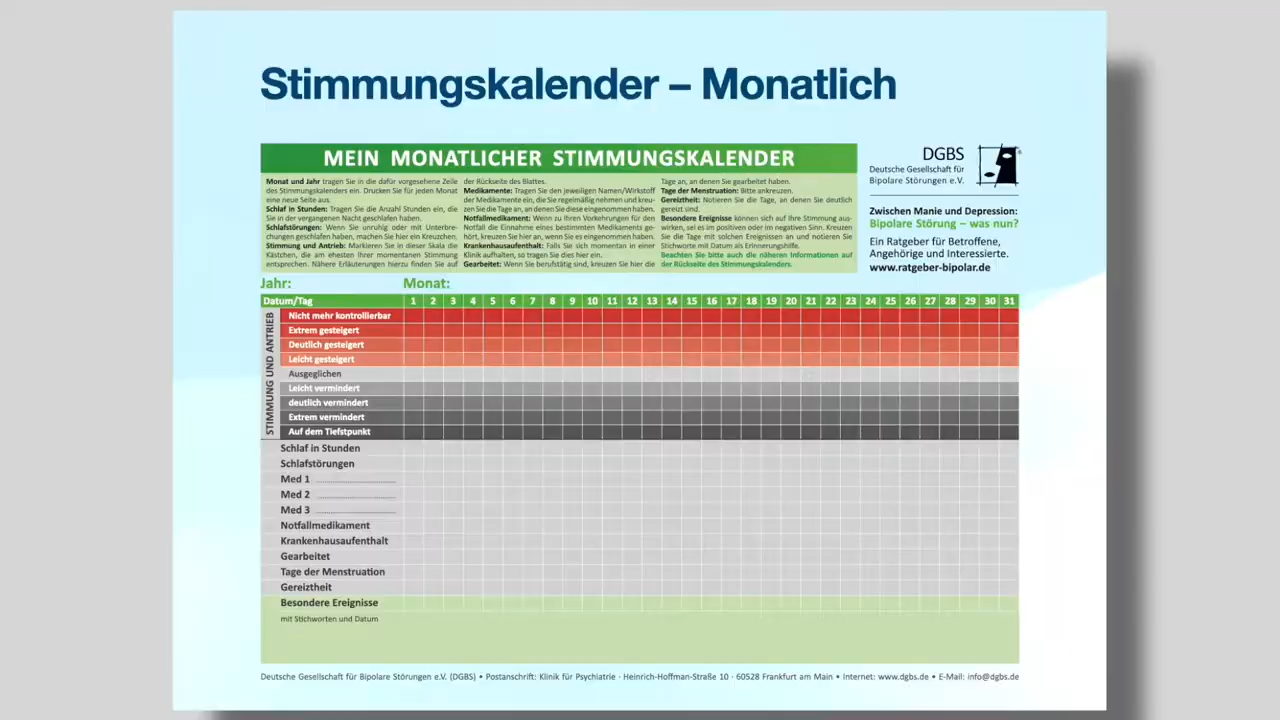 Stimmungskalender – Monatlich
MEIN MONATLICHER STIMMUNGSKALENDER
Monat und Jahr tragen Sie in die dafür vorgesehene Zeile
des Stimmungskalenders ein. Drucken Sie für jeden Monat
eine neue Seite aus.
Schlaf in Stunden: Tragen Sie die Anzahl Stunden ein, die
Sie in der vergangenen Nacht geschlafen haben.
Schlafstörungen: Wenn Sie unruhig oder mit Unterbre-
chungen geschlafen haben, machen Sie hier ein Kreuzchen.
Stimmung und Antrieb: Markieren Sie in dieser Skala die
Kästchen, die am ehesten Ihrer momentanen Stimmung
entsprechen. Nähere Erläuterungen hierzu finden Sie auf
der Rückseite des Blattes.
Medikamente: Tragen Sie den jeweiligen Namen/Wirkstoff
der Medikamente ein, die Sie regelmäßig nehmen und kreu-
zen Sie die Tage an, an denen Sie diese eingenommen haben.
Notfallmedikament: Wenn zu Ihren Vorkehrungen für den
Notfall die Einnahme eines bestimmten Medikaments ge-
hört, kreuzen Sie hier an, wenn Sie es eingenommen haben.
Krankenhausaufenthalt: Falls Sie sich momentan in einer
Klinik aufhalten, so tragen Sie dies hier ein.
Gearbeitet: Wenn Sie berufstätig sind, kreuzen Sie hier die
Tage an, an denen Sie gearbeitet haben.
Tage der Menstruation: Bitte ankreuzen.
Gereiztheit: Notieren Sie die Tage, an denen Sie deutlich
gereizt sind.
Besondere Ereignisse können sich auf Ihre Stimmung aus-
wirken, sei es im positiven oder im negativen Sinn. Kreuzen
Sie die Tage mit solchen Ereignissen an und notieren Sie
Stichworte mit Datum als Erinnerungshilfe.
Beachten Sie bitte auch die näheren Informationen auf
der Rückseite des Stimmungskalenders.
DGBS
Deutsche Gesellschaft für
Bipolare Störungen e.V.
Zwischen Manie und Depression:
Bipolare Störung – was nun?
Ein Ratgeber für Betroffene,
Angehörige und Interessierte.
www.ratgeber-bipolar.de
Jahr: Monat:
Datum/Tag 1 2 3 4 5 6 7 8 9 10 11 12 13 14 15 16 17 18 19 20 21 22 23 24 25 26 27 28 29 30 31
STIMMUNG UND ANTRIEB
Nicht mehr kontrollierbar
Extrem gesteigert
Deutlich gesteigert
Leicht gesteigert
Ausgeglichen
Leicht vermindert
deutlich vermindert
Extrem vermindert
Auf dem Tiefstpunkt
Schlaf in Stunden
Schlafstörungen
Med 1
Med 2
Med 3
Notfallmedikament
Krankenhausaufenthalt
Gearbeitet
Tage der Menstruation
Gereiztheit
Besondere Ereignisse
mit Stichworten und Datum
Deutsche Gesellschaft für Bipolare Störungen e.V. (DGBS) • Postanschrift: Klinik für Psychiatrie · Heinrich-Hoffman-Straße 10 · 60528 Frankfurt am Main • Internet: www.dgbs.de • E-Mail: info@dgbs.de